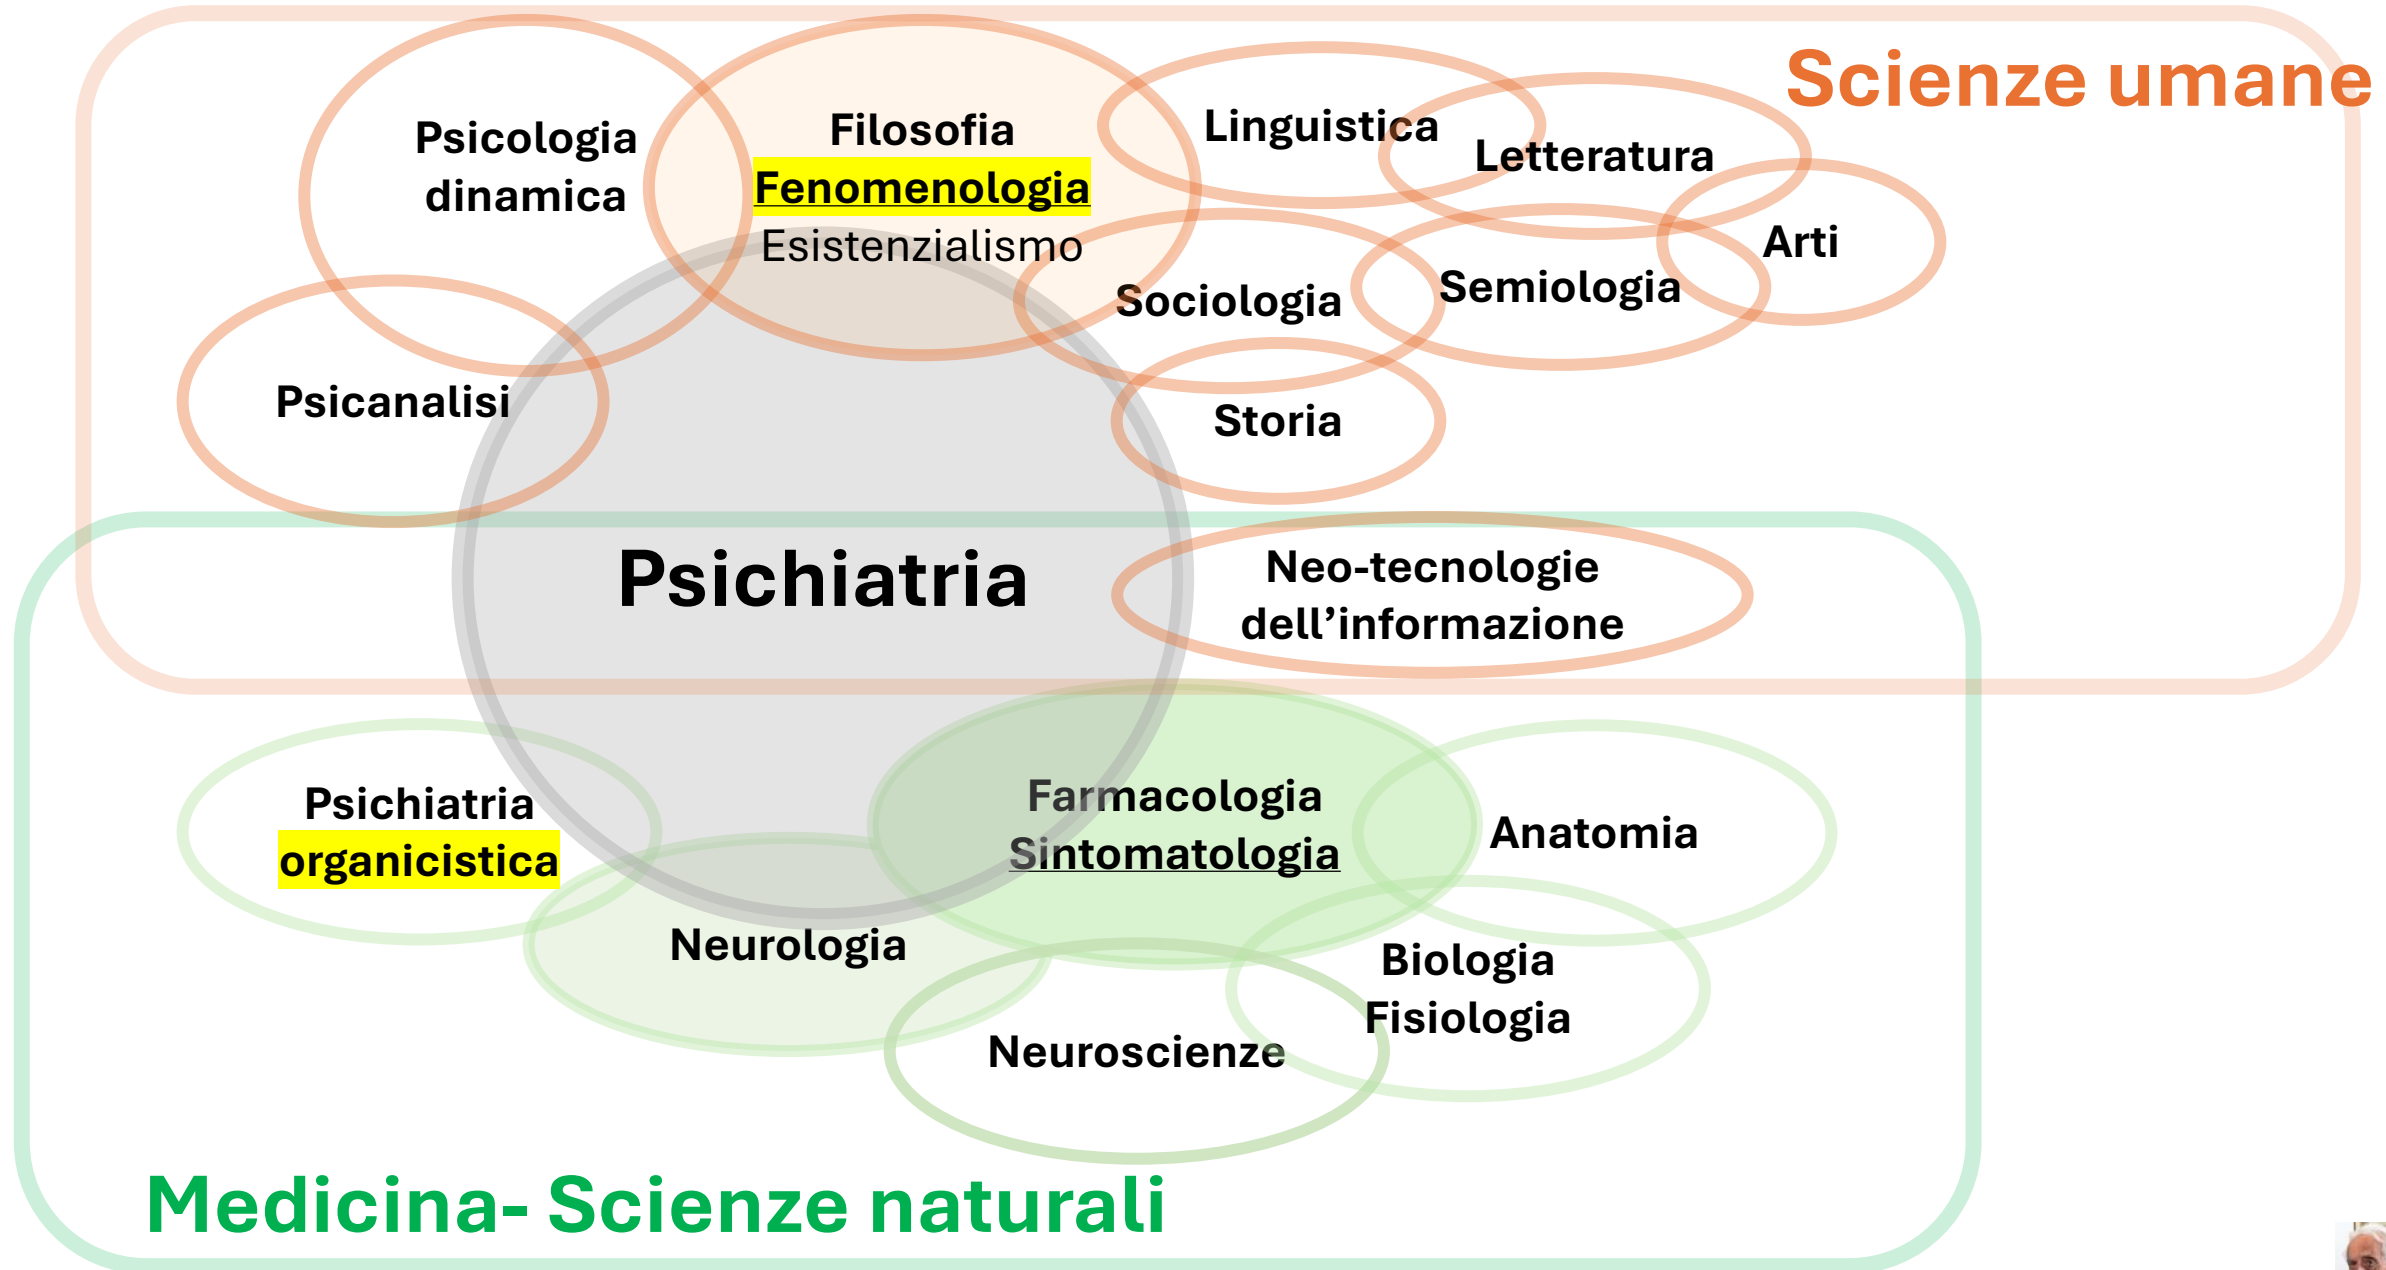 Scienze umane
Psicologia
dinamica
Filosofia
Fenomenologia
Esistenzialismo
Linguistica
Letteratura
Arti
Sociologia
Semiologia
Psicanalisi
Storia
Psichiatria
Neo-tecnologie
dell’informazione
Psichiatria
organicistica
Farmacologia
Sintomatologia
Anatomia
Neurologia
Biologia
Fisiologia
Neuroscienze
Medicina- Scienze naturali